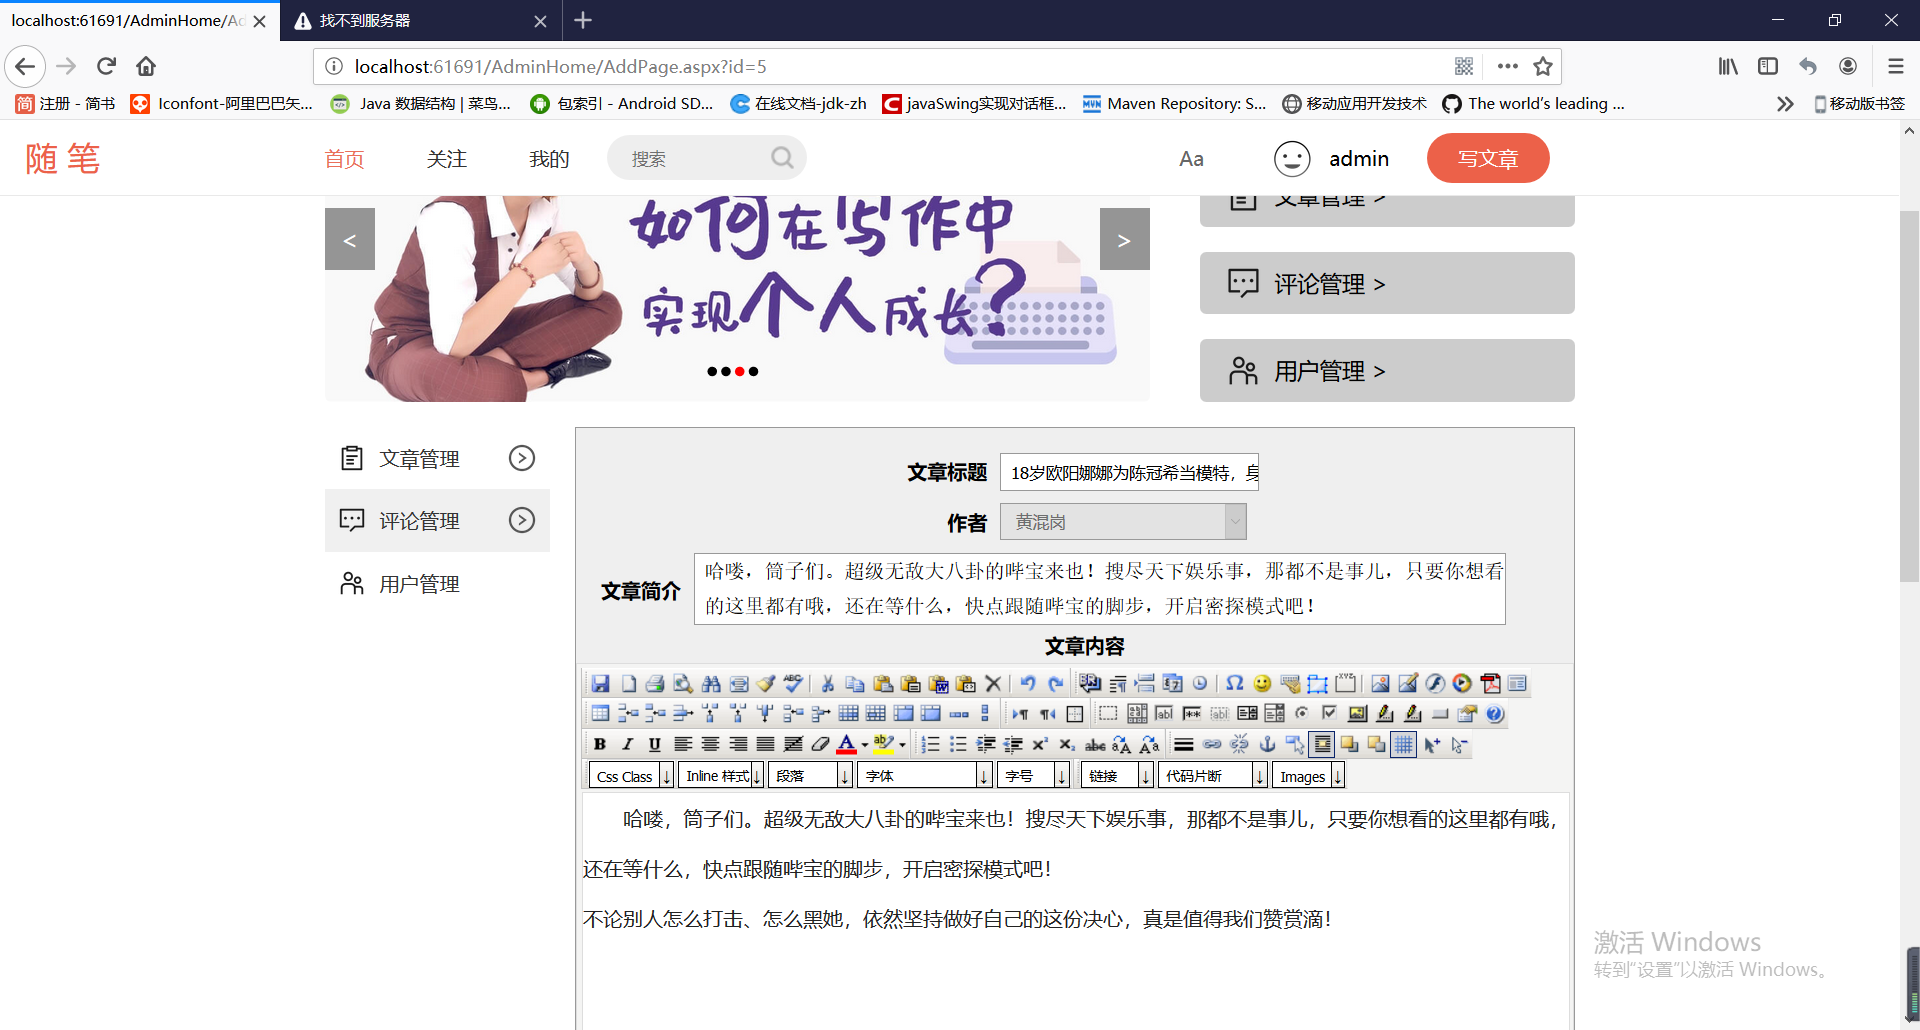 localhost:61691/AdminHome/Ad
找不到服务器
localhost:61691/AdminHome/AddPage.aspx?id=5
注册 - 简书
Iconfont-阿里巴巴矢...
Java 数据结构 | 菜鸟...
包索引 - Android SD...
在线文档-jdk-zh
javaSwing实现对话框...
Maven Repository: S...
移动应用开发技术
The world's leading ...
移动版书签
随 笔
首页
关注
我的
搜索
Aa
admin
写文章
如何在写作中
实现个人成长?
<
>
文章管理 >
评论管理 >
用户管理 >
文章管理
评论管理
用户管理
文章标题
18岁欧阳娜娜为陈冠希当模特，身
作者
黄混岗
文章简介
哈喽，筒子们。超级无敌大八卦的哔宝来也！搜尽天下娱乐事，那都不是事儿，只要你想看
的这里都有哦，还在等什么，快点跟随哔宝的脚步，开启密探模式吧！
文章内容
Css Class
Inline 样式
段落
字体
字号
链接
代码片断
Images
哈喽，筒子们。超级无敌大八卦的哔宝来也！搜尽天下娱乐事，那都不是事儿，只要你想看的这里都有哦，
还在等什么，快点跟随哔宝的脚步，开启密探模式吧！
不论别人怎么打击、怎么黑她，依然坚持做好自己的这份决心，真是值得我们赞赏滴！
激活 Windows
转到"设置"以激活 Windows。